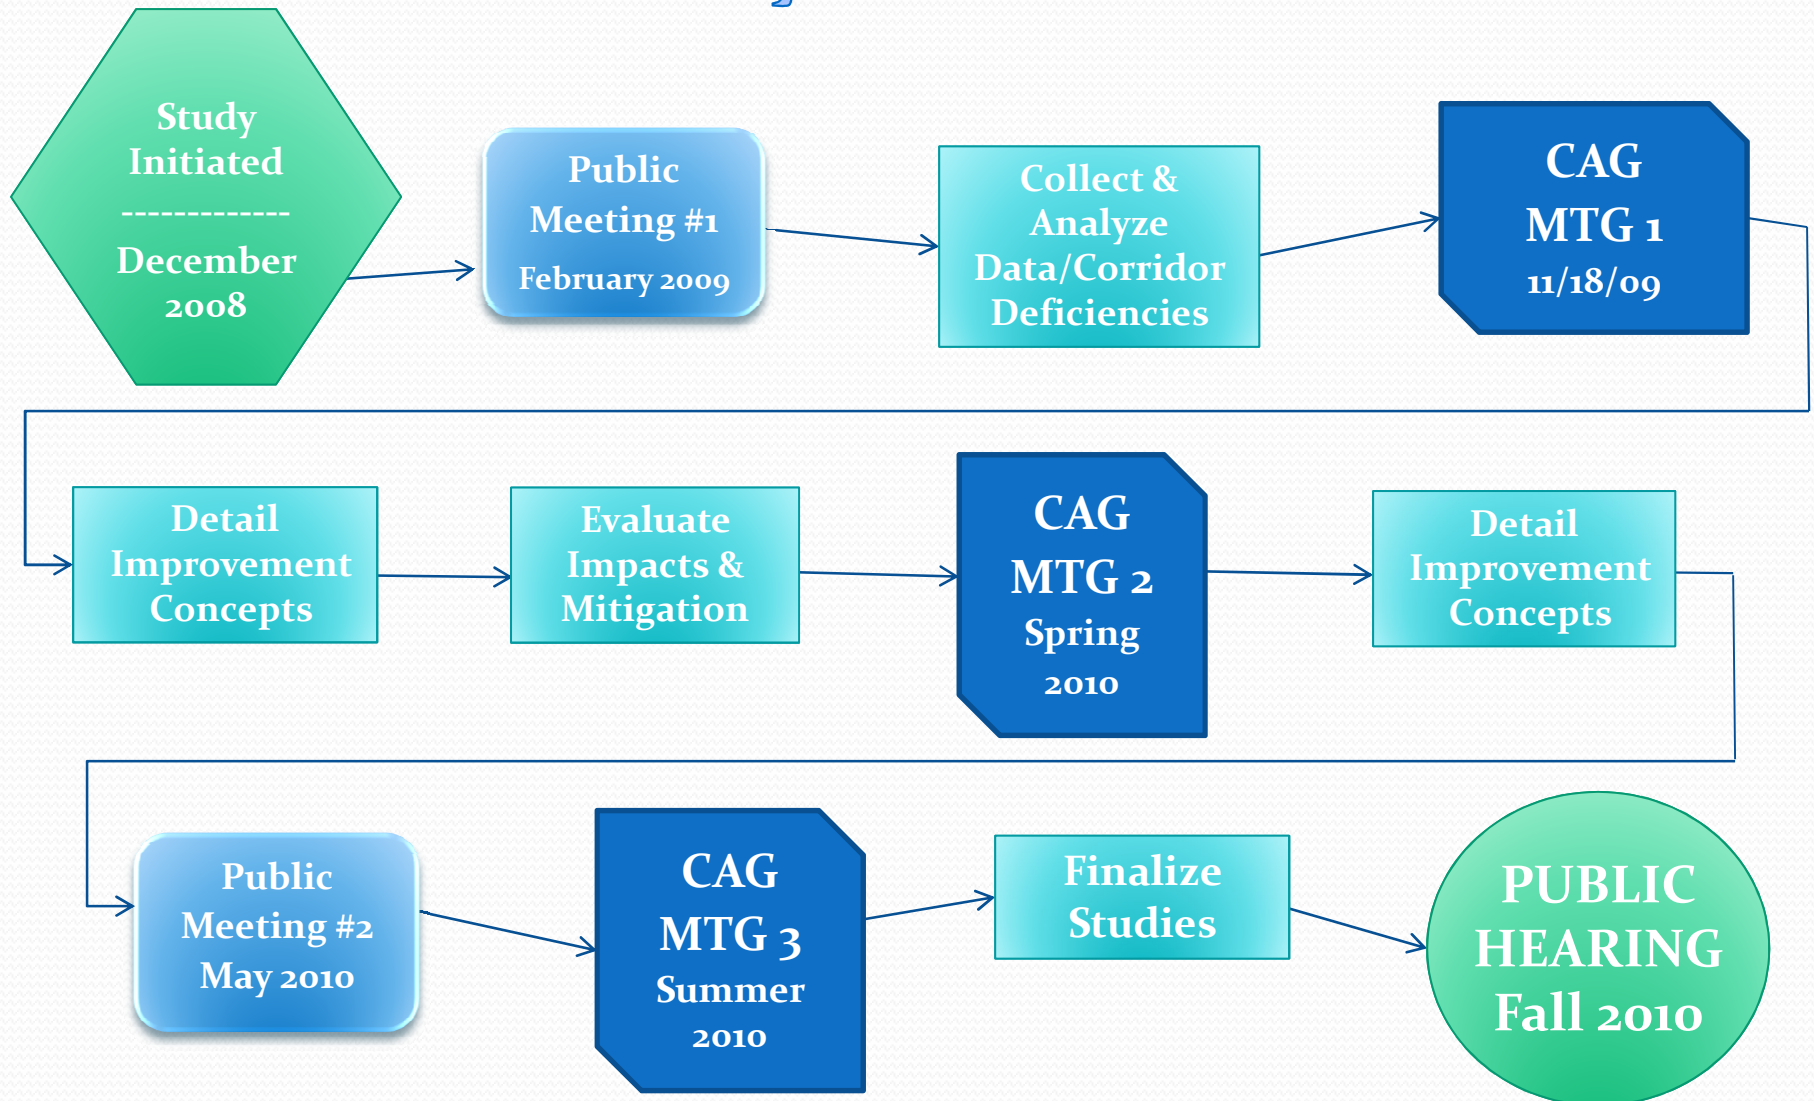 Study
Initiated
-------------
December
2008
Public
Meeting #1
February 2009
Collect &
Analyze
Data/Corridor
Deficiencies
CAG
MTG 1
11/18/09
Detail
Improvement
Concepts
Evaluate
Impacts &
Mitigation
CAG
MTG 2
Spring
2010
Detail
Improvement
Concepts
Public
Meeting #2
May 2010
CAG
MTG 3
Summer
2010
Finalize
Studies
PUBLIC
HEARING
Fall 2010